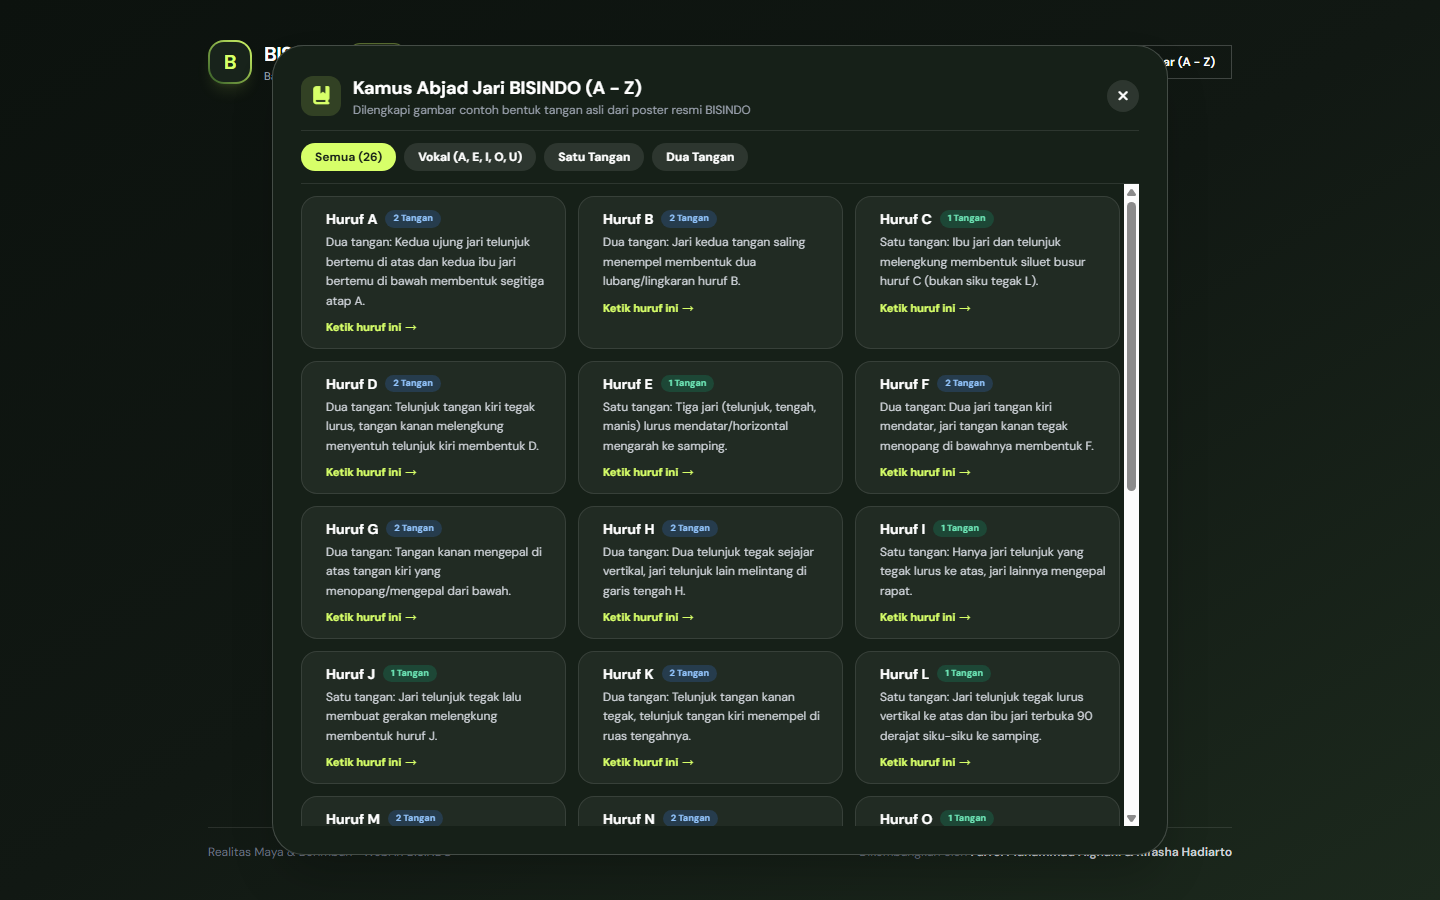 B
BIS
Ba
ar (A - Z)
Kamus Abjad Jari BISINDO (A - Z)
Dilengkapi gambar contoh bentuk tangan asli dari poster resmi BISINDO
Semua (26)
Vokal (A, E, I, O, U)
Satu Tangan
Dua Tangan
Huruf A 2 Tangan
Dua tangan: Kedua ujung jari telunjuk
bertemu di atas dan kedua ibu jari
bertemu di bawah membentuk segitiga
atap A.
Ketik huruf ini →
Huruf B 2 Tangan
Dua tangan: Jari kedua tangan saling
menempel membentuk dua
lubang/lingkaran huruf B.
Ketik huruf ini →
Huruf C 1 Tangan
Satu tangan: Ibu jari dan telunjuk
melengkung membentuk siluet busur
huruf C (bukan siku tegak L).
Ketik huruf ini →
Huruf D 2 Tangan
Dua tangan: Telunjuk tangan kiri tegak
lurus, tangan kanan melengkung
menyentuh telunjuk kiri membentuk D.
Ketik huruf ini →
Huruf E 1 Tangan
Satu tangan: Tiga jari (telunjuk, tengah,
manis) lurus mendatar/horizontal
mengarah ke samping.
Ketik huruf ini →
Huruf F 2 Tangan
Dua tangan: Dua jari tangan kiri
mendatar, jari tangan kanan tegak
menopang di bawahnya membentuk F.
Ketik huruf ini →
Huruf G 2 Tangan
Dua tangan: Tangan kanan mengepal di
atas tangan kiri yang
menopang/mengepal dari bawah.
Ketik huruf ini →
Huruf H 2 Tangan
Dua tangan: Dua telunjuk tegak sejajar
vertikal, jari telunjuk lain melintang di
garis tengah H.
Ketik huruf ini →
Huruf I 1 Tangan
Satu tangan: Hanya jari telunjuk yang
tegak lurus ke atas, jari lainnya mengepal
rapat.
Ketik huruf ini →
Huruf J 1 Tangan
Satu tangan: Jari telunjuk tegak lalu
membuat gerakan melengkung
membentuk huruf J.
Ketik huruf ini →
Huruf K 2 Tangan
Dua tangan: Telunjuk tangan kanan
tegak, telunjuk tangan kiri menempel di
ruas tengahnya.
Ketik huruf ini →
Huruf L 1 Tangan
Satu tangan: Jari telunjuk tegak lurus
vertikal ke atas dan ibu jari terbuka 90
derajat siku-siku ke samping.
Ketik huruf ini →
Huruf M 2 Tangan
Huruf N 2 Tangan
Huruf O 1 Tangan
Realitas Maya &
Hadiarto